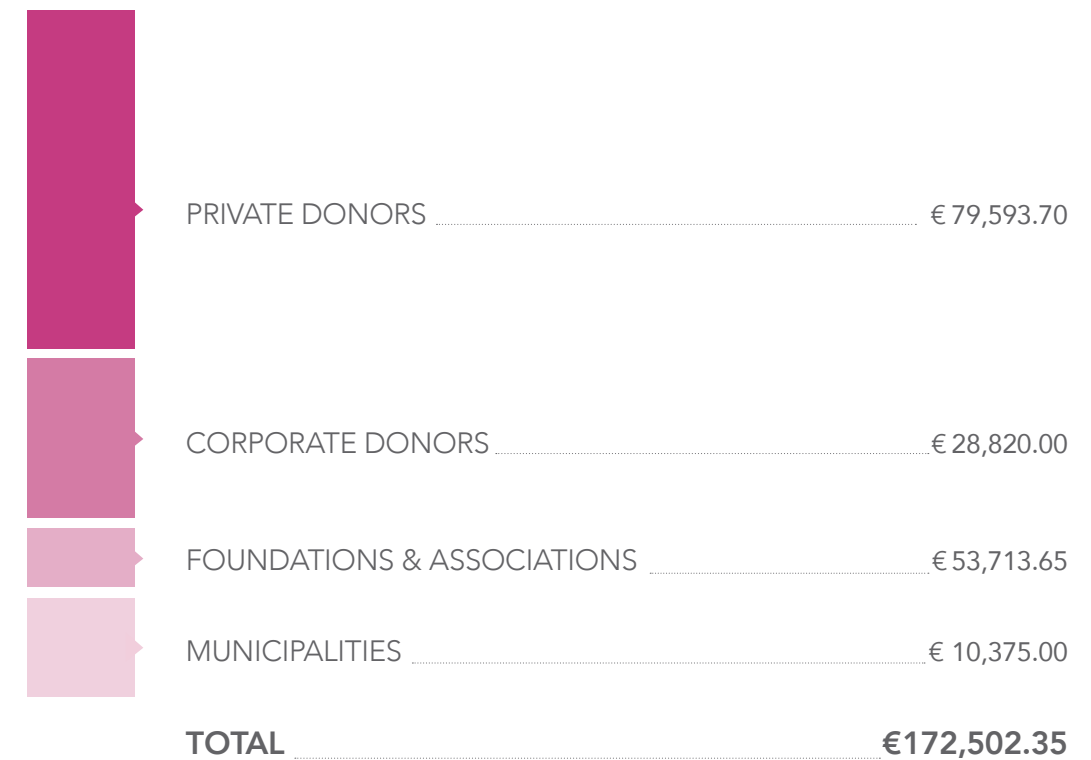 PRIVATE DONORS € 79,593.70
CORPORATE DONORS € 28,820.00
FOUNDATIONS & ASSOCIATIONS € 53,713.65
MUNICIPALITIES € 10,375.00
TOTAL €172,502.35